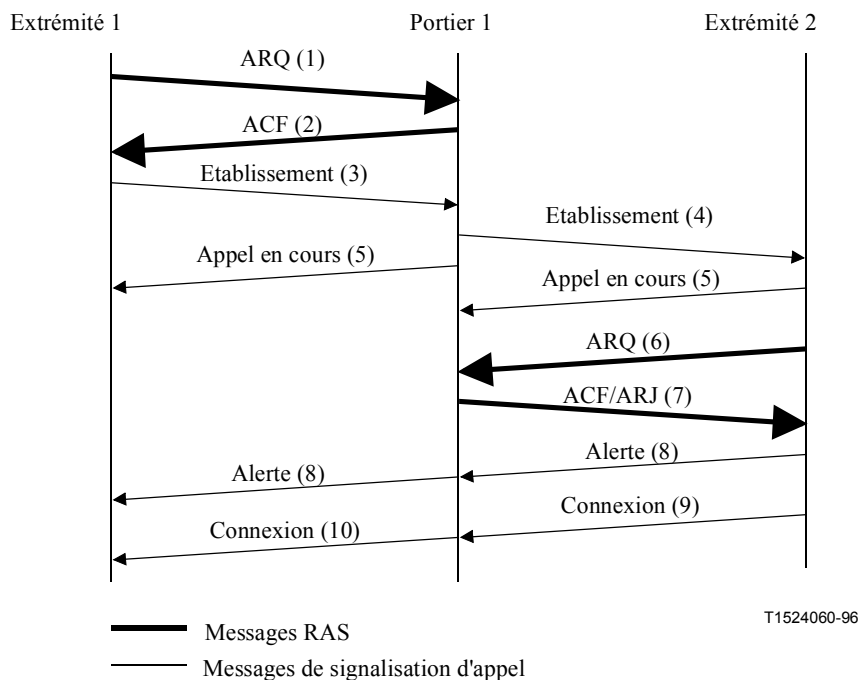 Extrémité 1
Portier 1
Extrémité 2
ARQ (1)
ACF (2)
Etablissement (3)
Etablissement (4)
Appel en cours (5)
Appel en cours (5)
ARQ (6)
ACF/ARJ (7)
Alerte (8)
Alerte (8)
Connexion (9)
Connexion (10)
T1524060-96
Messages RAS
Messages de signalisation d'appel